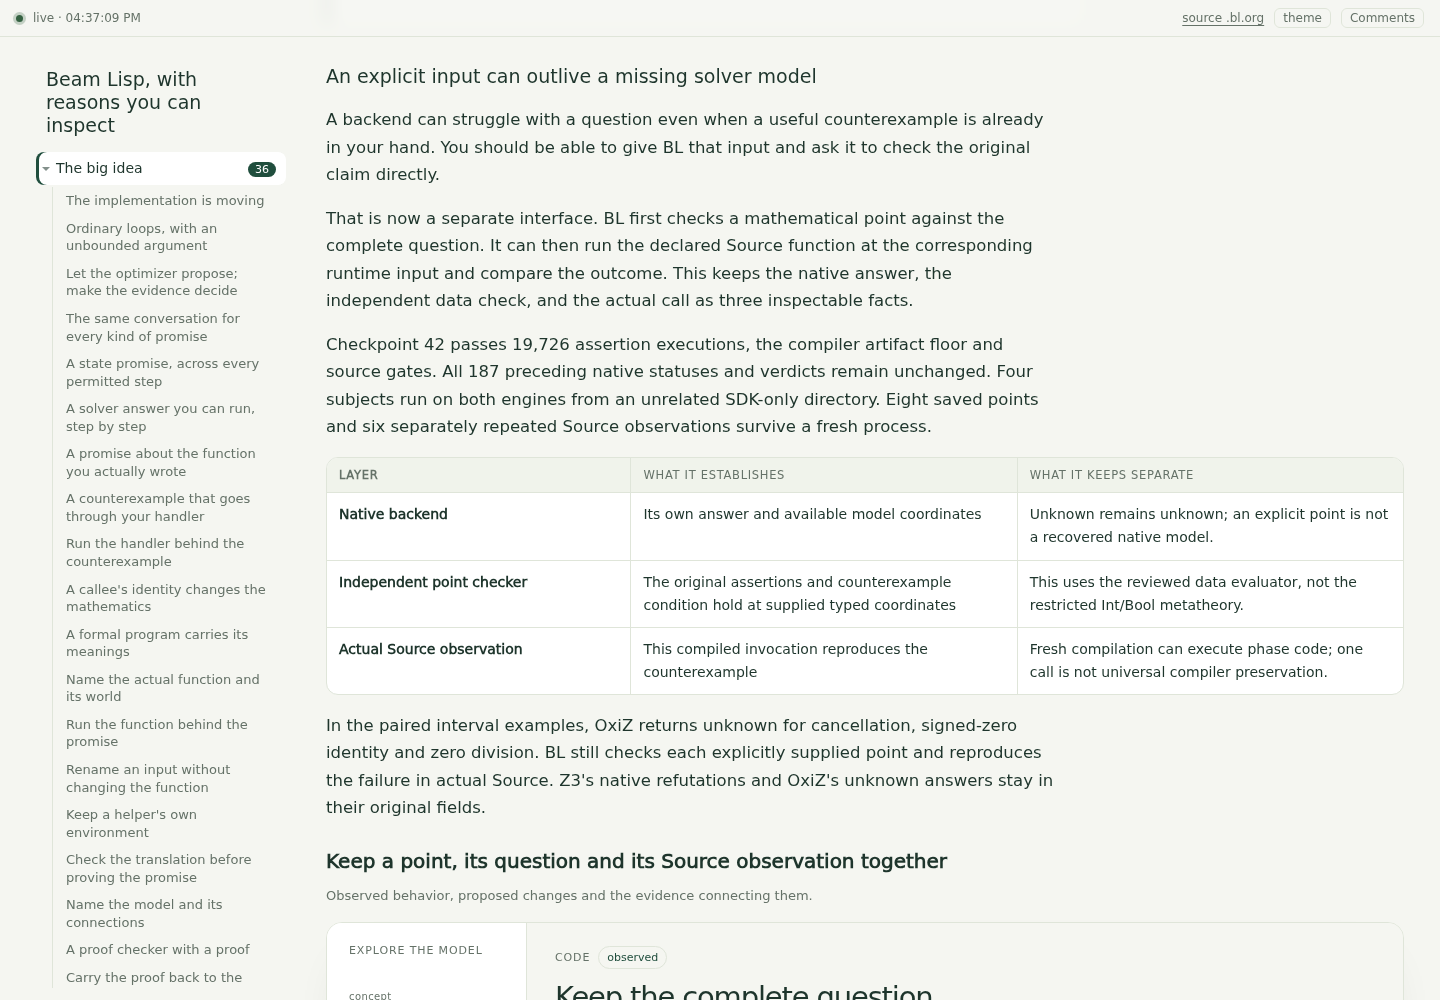 live · 04:37:09 PM
source .bl.org
theme
Comments
Beam Lisp, with
reasons you can
inspect
The big idea
36
The implementation is moving
Ordinary loops, with an
unbounded argument
Let the optimizer propose;
make the evidence decide
The same conversation for
every kind of promise
A state promise, across every
permitted step
A solver answer you can run,
step by step
A promise about the function
you actually wrote
A counterexample that goes
through your handler
Run the handler behind the
counterexample
A callee's identity changes the
mathematics
A formal program carries its
meanings
Name the actual function and
its world
Run the function behind the
promise
Rename an input without
changing the function
Keep a helper's own
environment
Check the translation before
proving the promise
Name the model and its
connections
A proof checker with a proof
Carry the proof back to the
An explicit input can outlive a missing solver model
A backend can struggle with a question even when a useful counterexample is already
in your hand. You should be able to give BL that input and ask it to check the original
claim directly.
That is now a separate interface. BL first checks a mathematical point against the
complete question. It can then run the declared Source function at the corresponding
runtime input and compare the outcome. This keeps the native answer, the
independent data check, and the actual call as three inspectable facts.
Checkpoint 42 passes 19,726 assertion executions, the compiler artifact floor and
source gates. All 187 preceding native statuses and verdicts remain unchanged. Four
subjects run on both engines from an unrelated SDK-only directory. Eight saved points
and six separately repeated Source observations survive a fresh process.
LAYER
WHAT IT ESTABLISHES
WHAT IT KEEPS SEPARATE
Native backend
Its own answer and available model coordinates
Unknown remains unknown; an explicit point is not
a recovered native model.
Independent point checker
The original assertions and counterexample
condition hold at supplied typed coordinates
This uses the reviewed data evaluator, not the
restricted Int/Bool metatheory.
Actual Source observation
This compiled invocation reproduces the
counterexample
Fresh compilation can execute phase code; one
call is not universal compiler preservation.
In the paired interval examples, OxiZ returns unknown for cancellation, signed-zero
identity and zero division. BL still checks each explicitly supplied point and reproduces
the failure in actual Source. Z3's native refutations and OxiZ's unknown answers stay in
their original fields.
Keep a point, its question and its Source observation together
Observed behavior, proposed changes and the evidence connecting them.
EXPLORE THE MODEL
concept
CODE
observed
Keep the complete question